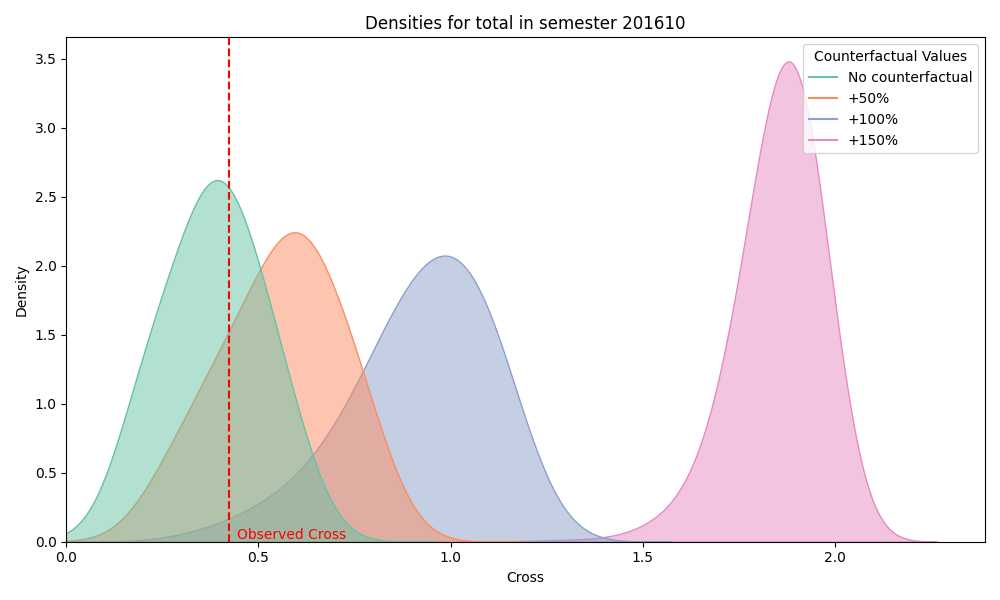 Densities for total in semester 201610
Counterfactual Values
No counterfactual
+50%
+100%
+150%
Density
3.5
3.0
2.5
2.0
1.5
1.0
0.5
0.0
Observed Cross
0.0 0.5 1.0 1.5 2.0
Cross